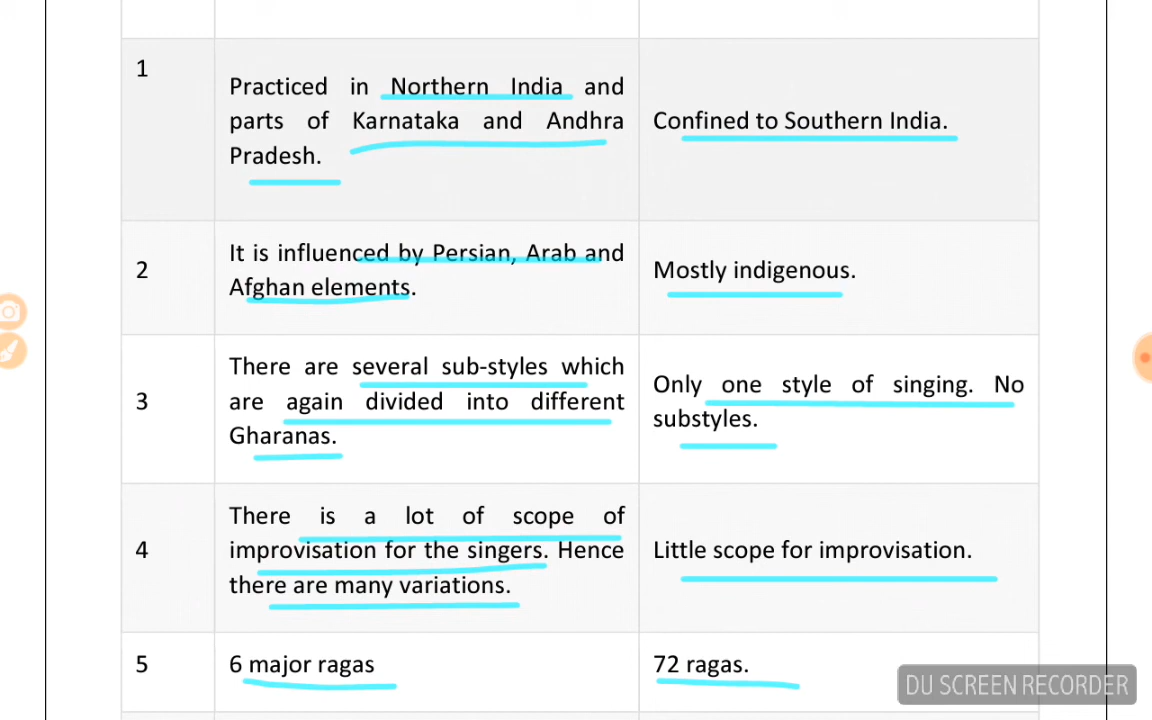 1
Practiced in Northern India and
parts of Karnataka and Andhra
Pradesh.
Confined to Southern India.
2
It is influenced by Persian, Arab and
Afghan elements.
Mostly indigenous.
3
There are several sub-styles which
are again divided into different
Gharanas.
Only one style of singing. No
substyles.
4
There is a lot of scope of
improvisation for the singers. Hence
there are many variations.
Little scope for improvisation.
5
6 major ragas
72 ragas.
DU SCREEN RECORDER